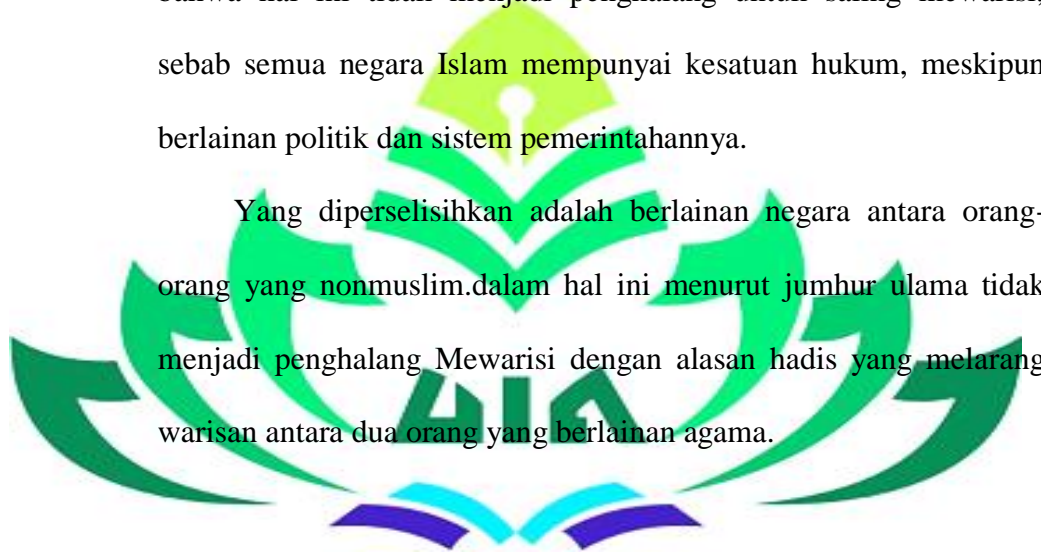 bahwa hal ini tidak menjadi penghalang untuk saling mewarisi,
sebab semua negara Islam mempunyai kesatuan hukum, meskipun
berlainan politik dan sistem pemerintahannya.
Yang diperselisihkan adalah berlainan negara antara orang-
orang yang nonmuslim.dalam hal ini menurut jumhur ulama tidak
menjadi penghalang Mewarisi dengan alasan hadis yang melarang
warisan antara dua orang yang berlainan agama.